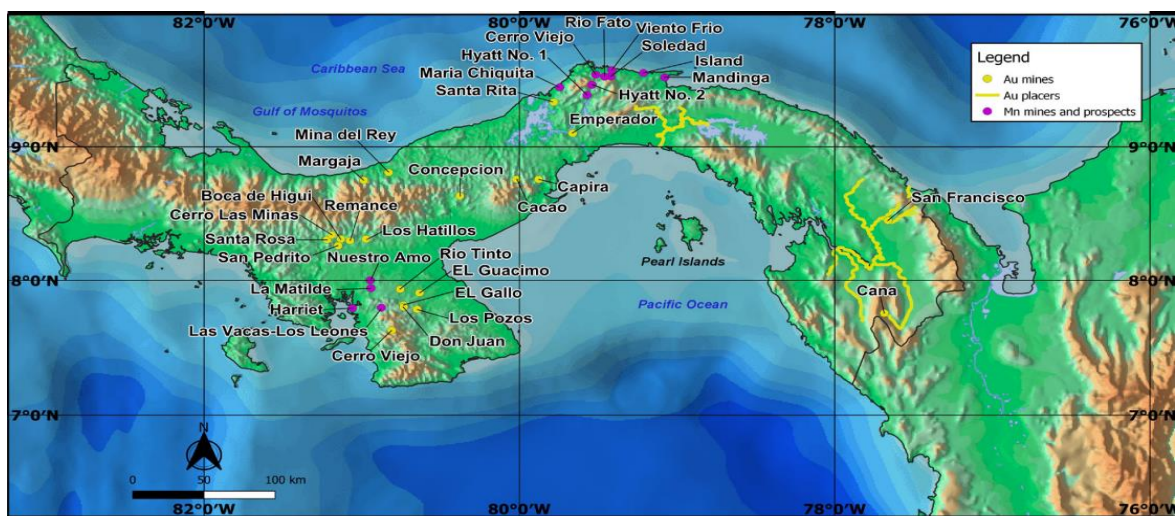 82°0'W
80°0'W
78°0'W
76°0'W
Rio Fato
Viento Frio
Cerro Viejo
Soledad
Hyatt No. 1
Island
Maria Chiquita
Mandinga
Santa Rita
Hyatt No. 2
Emperador
Caribbean Sea
Gulf of Mosquitos
Legend
Au mines
Au placers
Mn mines and prospects
Mina del Rey
9°0'N
9°0'N
Margaja
Concepcion
Capira
Cacao
Boca de Higui
Remance
Cerro Las Minas
Santa Rosa
Los Hatillos
San Pedrito
Nuestro Amo
Rio Tinto
San Francisco
Pearl Islands
8°0'N
8°0'N
EL Guacimo
La Matilde
EL Gallo
Cana
Harriet
Los Pozos
Pacific Ocean
Las Vacas-Los Leones
Don Juan
Cerro Viejo
7°0'N
7°0'N
N
0
50
100 km
82°0'W
80°0'W
78°0'W
76°0'W